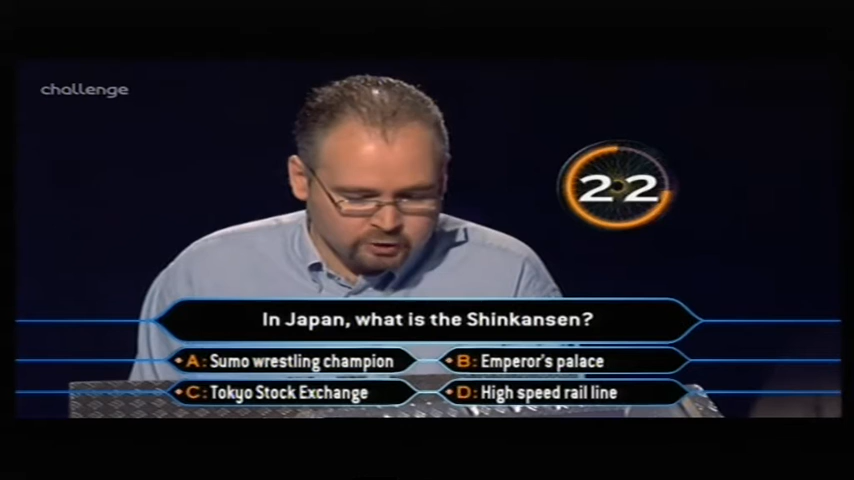 challenge
22
In Japan, what is the Shinkansen?
A: Sumo wrestling champion
B: Emperor's palace
C: Tokyo Stock Exchange
D: High speed rail line